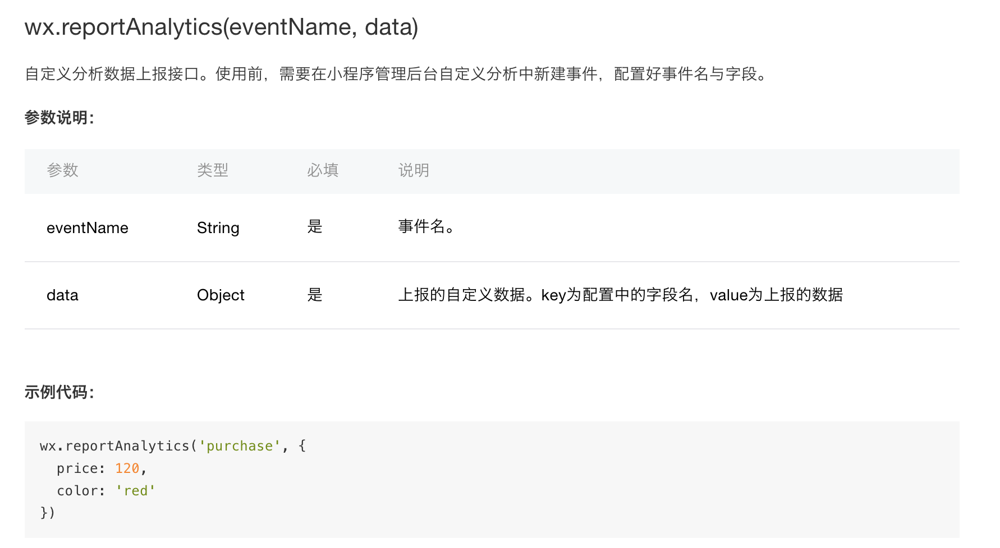 wx.reportAnalytics(eventName, data)
自定义分析数据上报接口。使用前，需要在小程序管理后台自定义分析中新建事件，配置好事件名与字段。
参数说明：
参数 类型 必填 说明
eventName String 是 事件名。
data Object 是 上报的自定义数据。key为配置中的字段名，value为上报的数据
示例代码：
wx.reportAnalytics('purchase', {
  price: 120,
  color: 'red'
})